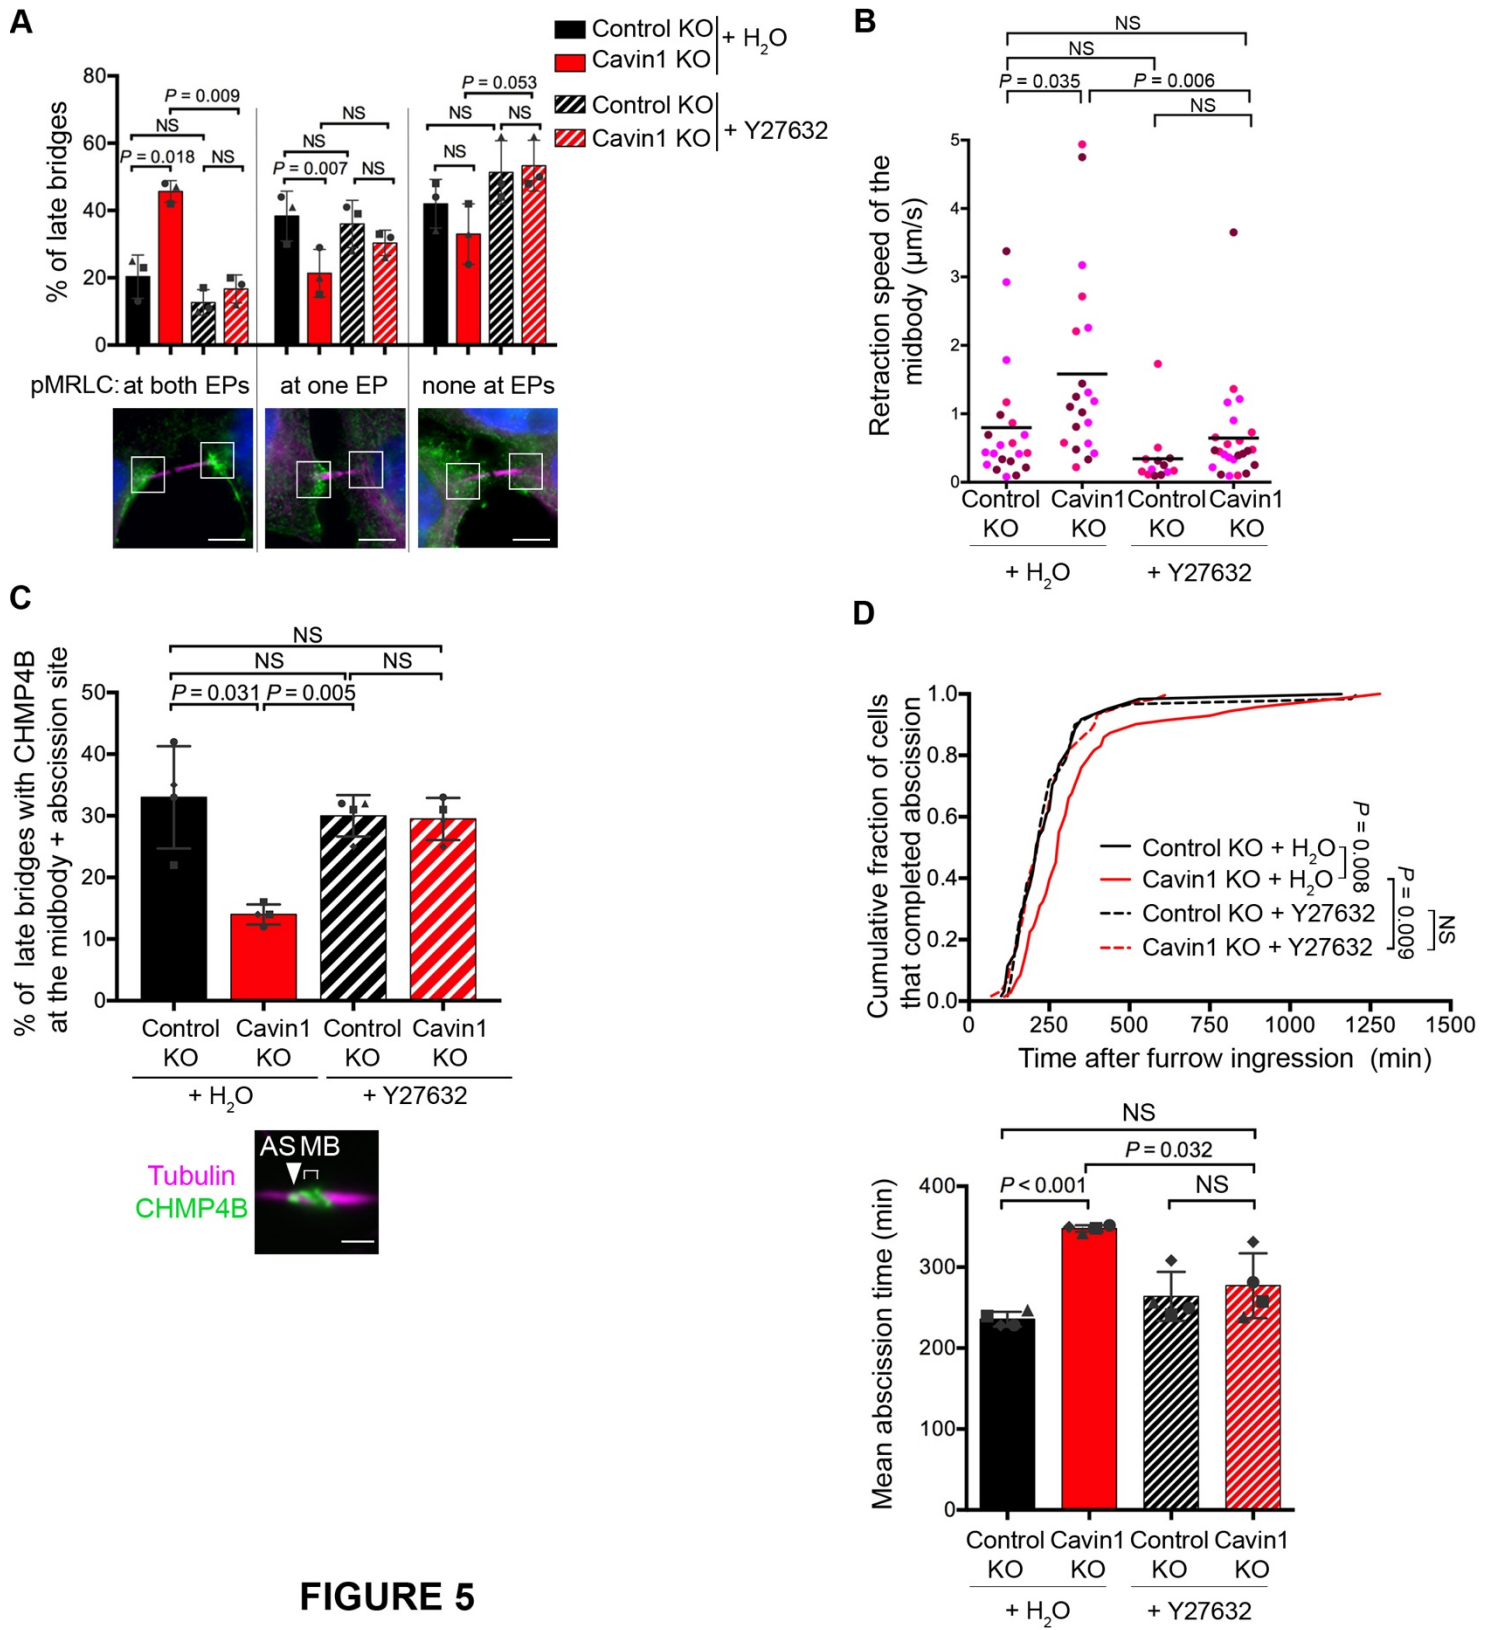 A
Control KO
Cavin1 KO
+ H2O
Control KO
Cavin1 KO
+ Y27632
% of late bridges
80
60
40
20
0
P = 0.009
NS
P = 0.018
NS
NS
NS
P = 0.007
NS
P = 0.053
NS
NS
NS
pMRLC: at both EPs
at one EP
none at EPs
B
NS
NS
P = 0.035
P = 0.006
NS
Retraction speed of the
midbody (µm/s)
5
4
3
2
1
0
Control KO
Cavin1 KO
Control KO
Cavin1 KO
+ H2O
+ Y27632
C
NS
NS
NS
P = 0.031
P = 0.005
% of late bridges with CHMP4B
at the midbody + abscission site
50
40
30
20
10
0
Control KO
Cavin1 KO
Control KO
Cavin1 KO
+ H2O
+ Y27632
AS MB
Tubulin
CHMP4B
D
Cumulative fraction of cells
that completed abscission
1.0
0.8
0.6
0.4
0.2
0.0
Control KO + H2O
Cavin1 KO + H2O
Control KO + Y27632
Cavin1 KO + Y27632
P = 0.008
P = 0.009
NS
0 250 500 750 1000 1250 1500
Time after furrow ingression (min)
NS
P = 0.032
P < 0.001
NS
Mean abscission time (min)
400
300
200
100
0
Control KO
Cavin1 KO
Control KO
Cavin1 KO
+ H2O
+ Y27632
FIGURE 5